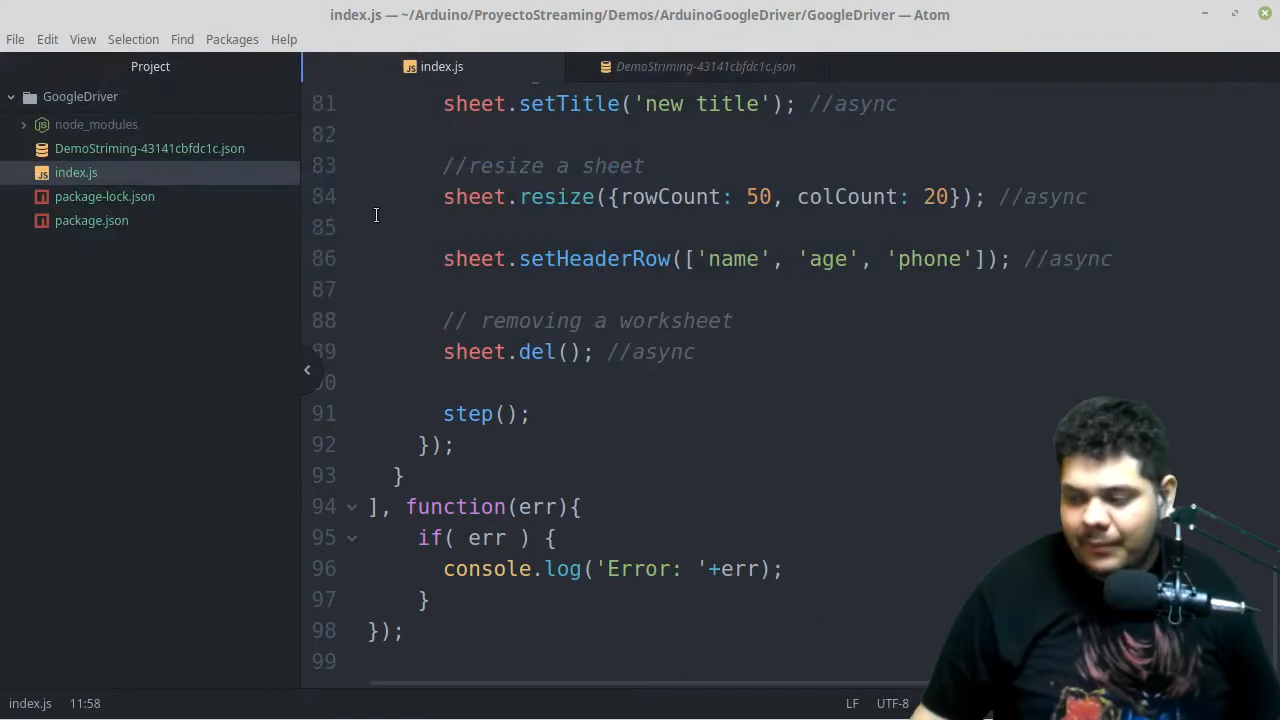 index.js — ~/Arduino/ProyectoStreaming/Demos/ArduinoGoogleDriver/GoogleDriver — Atom
File Edit View Selection Find Packages Help
Project
index.js
DemoStriming-43141cbfdc1c.json
GoogleDriver
node_modules
DemoStriming-43141cbfdc1c.json
index.js
package-lock.json
package.json
81 sheet.setTitle('new title'); //async
82
83 //resize a sheet
84 sheet.resize({rowCount: 50, colCount: 20}); //async
85
86 sheet.setHeaderRow(['name', 'age', 'phone']); //async
87
88 // removing a worksheet
89 sheet.del(); //async
90
91 step();
92 });
93 }
94 ], function(err){
95 if( err ) {
96 console.log('Error: '+err);
97 }
98 });
99
index.js 11:58 LF UTF-8